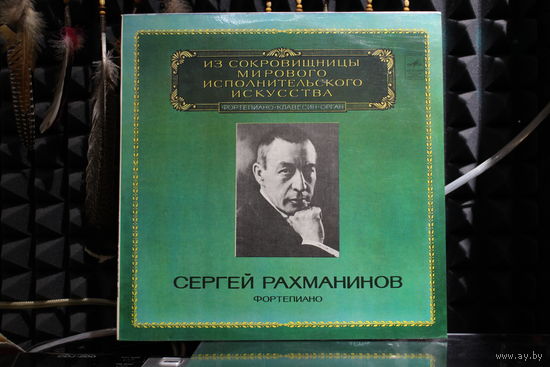 ИЗ СОКРОВИЩНИЦЫ
МИРОВОГО
ИСПОЛНИТЕЛЬСКОГО
ИСКУССТВА
ФОРТЕПИАНО·КЛАВЕСИН·ОРГАН
СЕРГЕЙ РАХМАНИНОВ
ФОРТЕПИАНО
www.ay.by